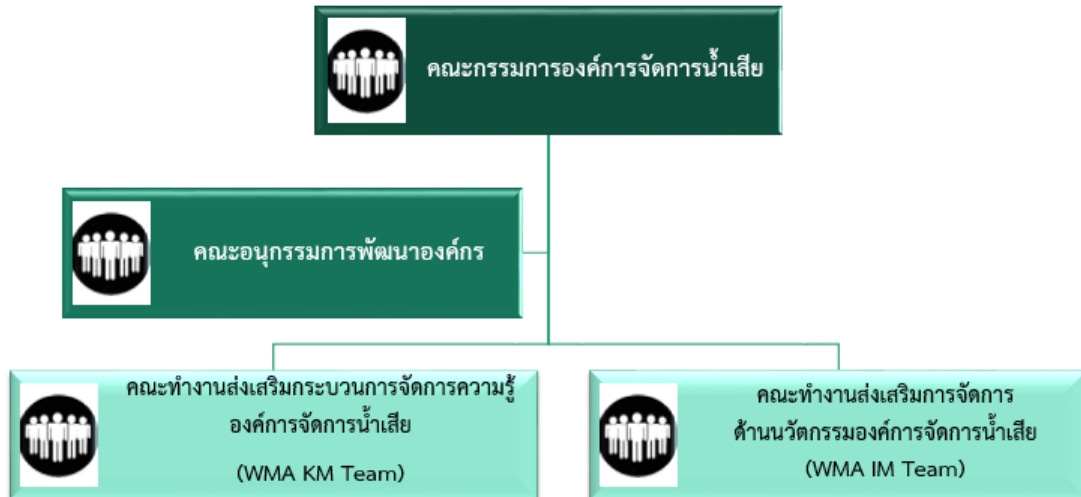 คณะกรรมการองค์การจัดการน้ำเสีย
คณะอนุกรรมการพัฒนาองค์กร
คณะทำงานส่งเสริมกระบวนการจัดการความรู้
องค์การจัดการน้ำเสีย
(WMA KM Team)
คณะทำงานส่งเสริมการจัดการ
ด้านนวัตกรรมองค์การจัดการน้ำเสีย
(WMA IM Team)